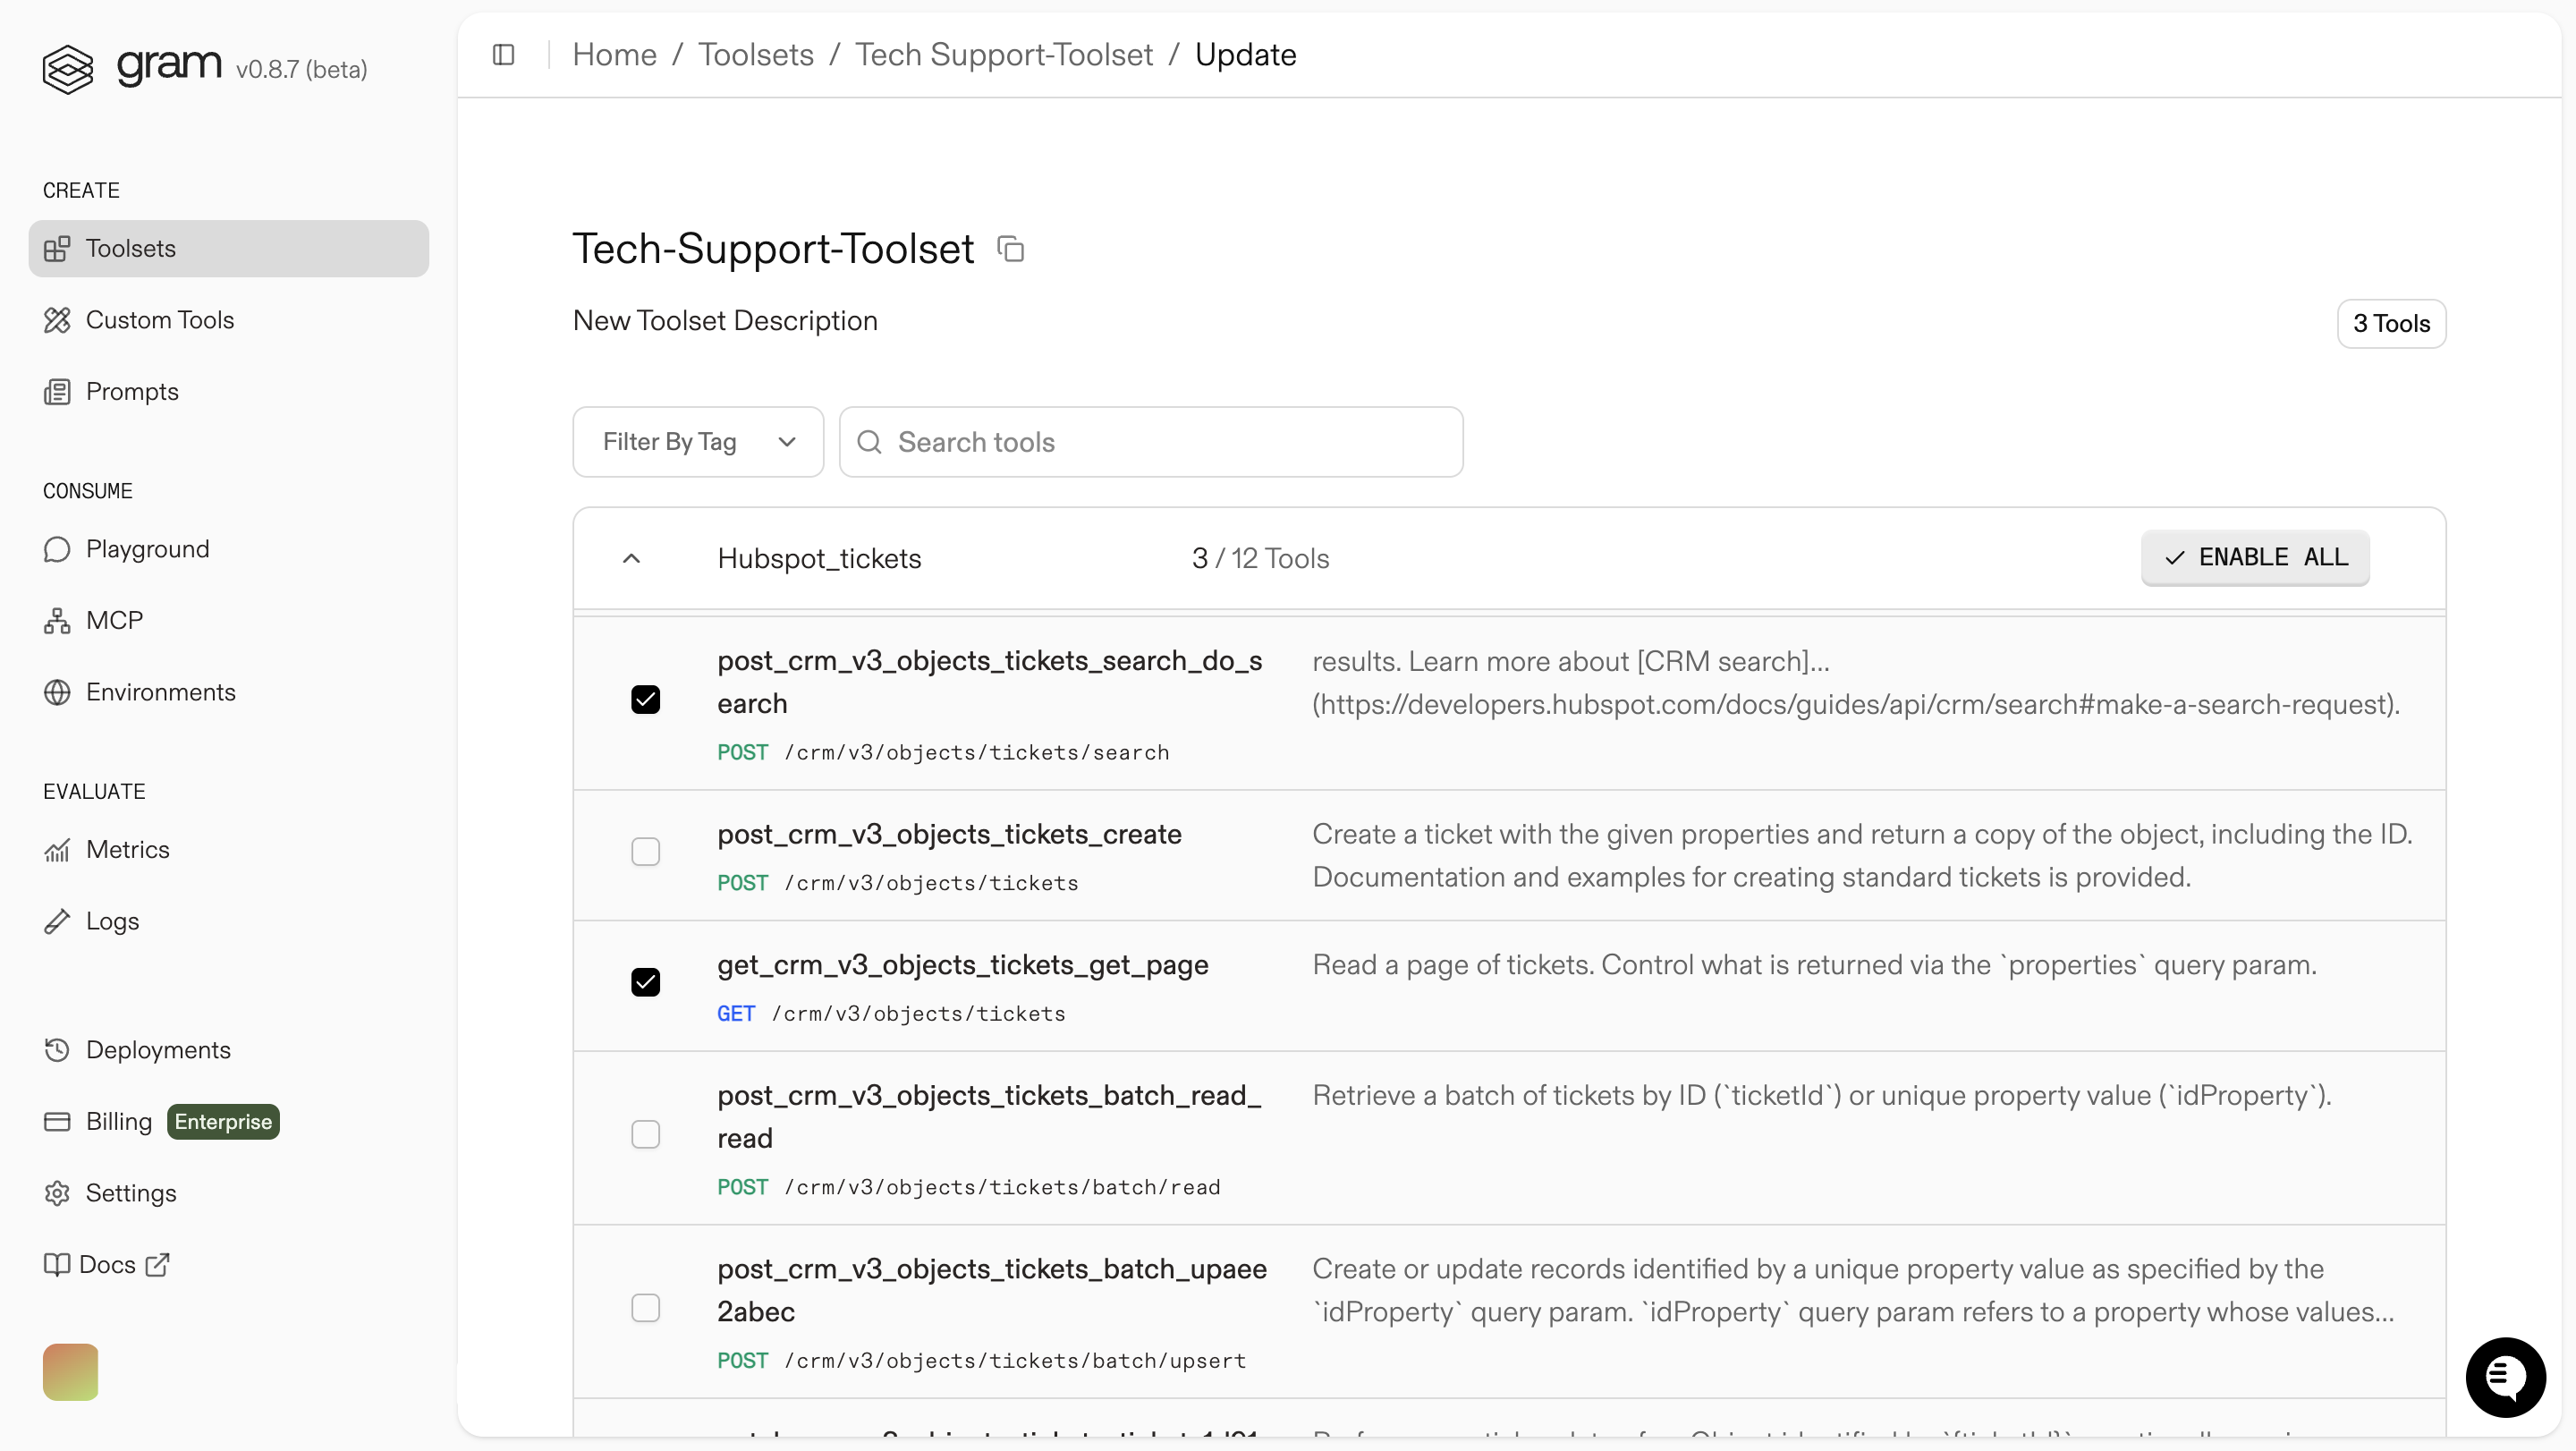 gram v0.8.7 (beta)
CREATE
Toolsets
Custom Tools
Prompts
CONSUME
Playground
MCP
Environments
EVALUATE
Metrics
Logs
Deployments
Billing Enterprise
Settings
Docs
Home / Toolsets / Tech Support-Toolset / Update
Tech-Support-Toolset
New Toolset Description
3 Tools
Filter By Tag
Search tools
Hubspot_tickets 3 / 12 Tools ENABLE ALL
post_crm_v3_objects_tickets_search_do_s
earch
POST /crm/v3/objects/tickets/search
results. Learn more about [CRM search]...
(https://developers.hubspot.com/docs/guides/api/crm/search#make-a-search-request).
post_crm_v3_objects_tickets_create
POST /crm/v3/objects/tickets
Create a ticket with the given properties and return a copy of the object, including the ID.
Documentation and examples for creating standard tickets is provided.
get_crm_v3_objects_tickets_get_page
GET /crm/v3/objects/tickets
Read a page of tickets. Control what is returned via the `properties` query param.
post_crm_v3_objects_tickets_batch_read_
read
POST /crm/v3/objects/tickets/batch/read
Retrieve a batch of tickets by ID (`ticketId`) or unique property value (`idProperty`).
post_crm_v3_objects_tickets_batch_upaee
2abec
POST /crm/v3/objects/tickets/batch/upsert
Create or update records identified by a unique property value as specified by the
`idProperty` query param. `idProperty` query param refers to a property whose values...